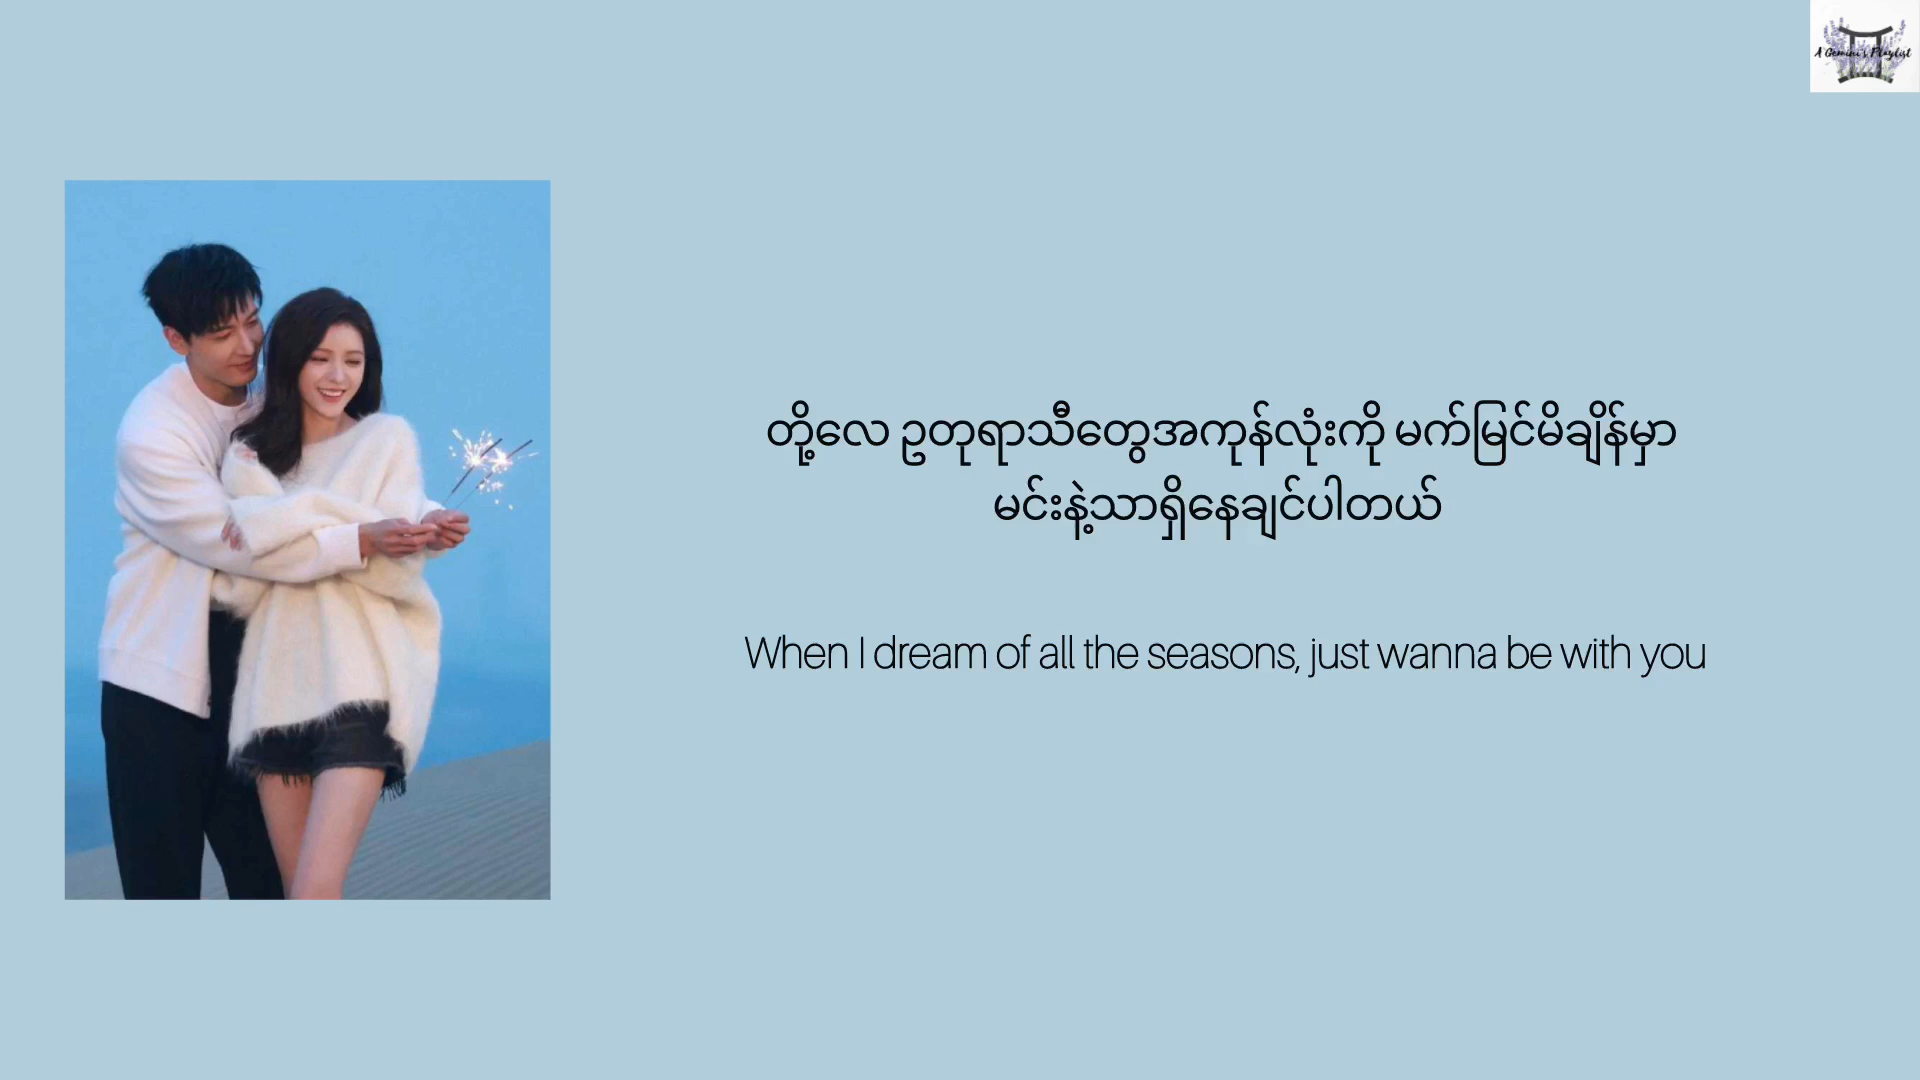 A Gemini's Playlist
တို့လေ ဥတုရာသီတွေအကုန်လုံးကို မက်မြင်မိချိန်မှာ
မင်းနဲ့သာရှိနေချင်ပါတယ်
When I dream of all the seasons, just wanna be with you